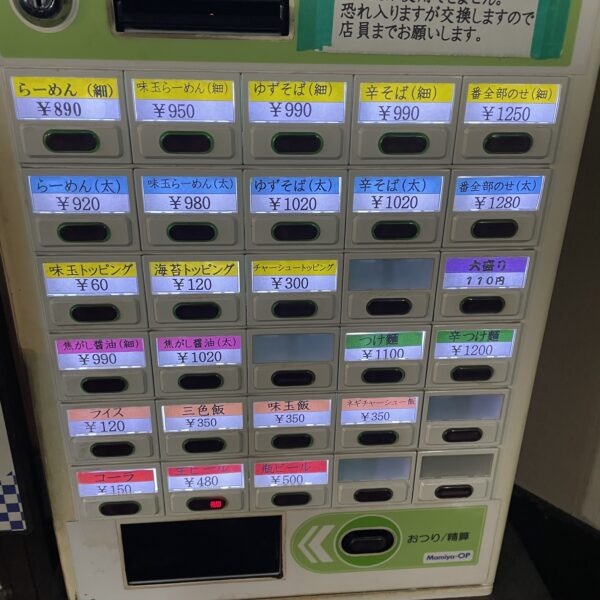 恐れ入りますが交換しますので
店員までお願いします。
らーめん（細） 味玉らーめん（細） ゆずそば（細） 辛そば（細） 番全部のせ（細）
￥890 ￥950 ￥990 ￥990 ￥1250
らーめん（太） 味玉らーめん（太） ゆずそば（太） 辛そば（太） 番全部のせ（太）
￥920 ￥980 ￥1020 ￥1020 ￥1280
味玉トッピング 海苔トッピング チャーシュートッピング 大盛り
￥60 ￥120 ￥300 110円
焦がし醤油（細） 焦がし醤油（太） つけ麺 辛つけ麺
￥990 ￥1020 ￥1100 ￥1200
ライス 三色飯 味玉飯 ネギチャーシュー飯
￥120 ￥350 ￥350 ￥350
コーラ 生ビール 瓶ビール
￥150 ￥480 ￥500
おつり/精算
Mamiya-OP